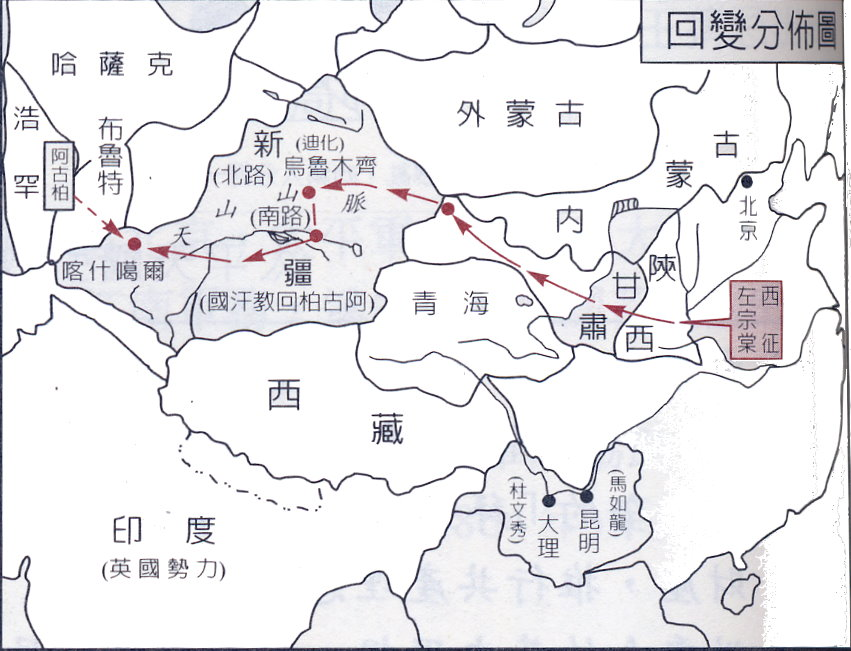 回變分佈圖
哈薩克
浩罕
布魯特
阿古柏
新疆
(迪化)
烏魯木齊
(北路)
(南路)
天山山脈
喀什噶爾
(阿古柏回教汗國)
外蒙古
內蒙古
北京
陝西
甘肅
青海
西征
左宗棠
西藏
印度
(英國勢力)
(杜文秀)
大理
昆明
(馬如龍)